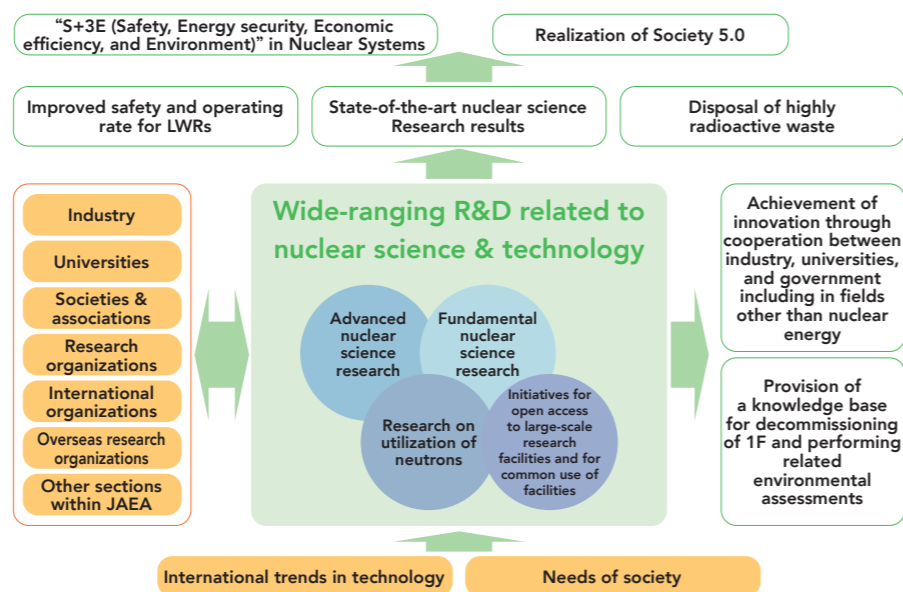 “S+3E (Safety, Energy security, Economic
efficiency, and Environment)” in Nuclear Systems
Realization of Society 5.0
Improved safety and operating
rate for LWRs
State-of-the-art nuclear science
Research results
Disposal of highly
radioactive waste
Industry
Universities
Societies &
associations
Research
organizations
International
organizations
Overseas research
organizations
Other sections
within JAEA
Wide-ranging R&D related to
nuclear science & technology
Advanced
nuclear
science
research
Fundamental
nuclear
science
research
Research on
utilization of
neutrons
Initiatives for
open access
to large-scale
research
facilities and for
common use of
facilities
Achievement of
innovation through
cooperation between
industry, universities,
and government
including in fields
other than nuclear
energy
Provision of
a knowledge base
for decommissioning
of 1F and performing
related
environmental
assessments
International trends in technology
Needs of society